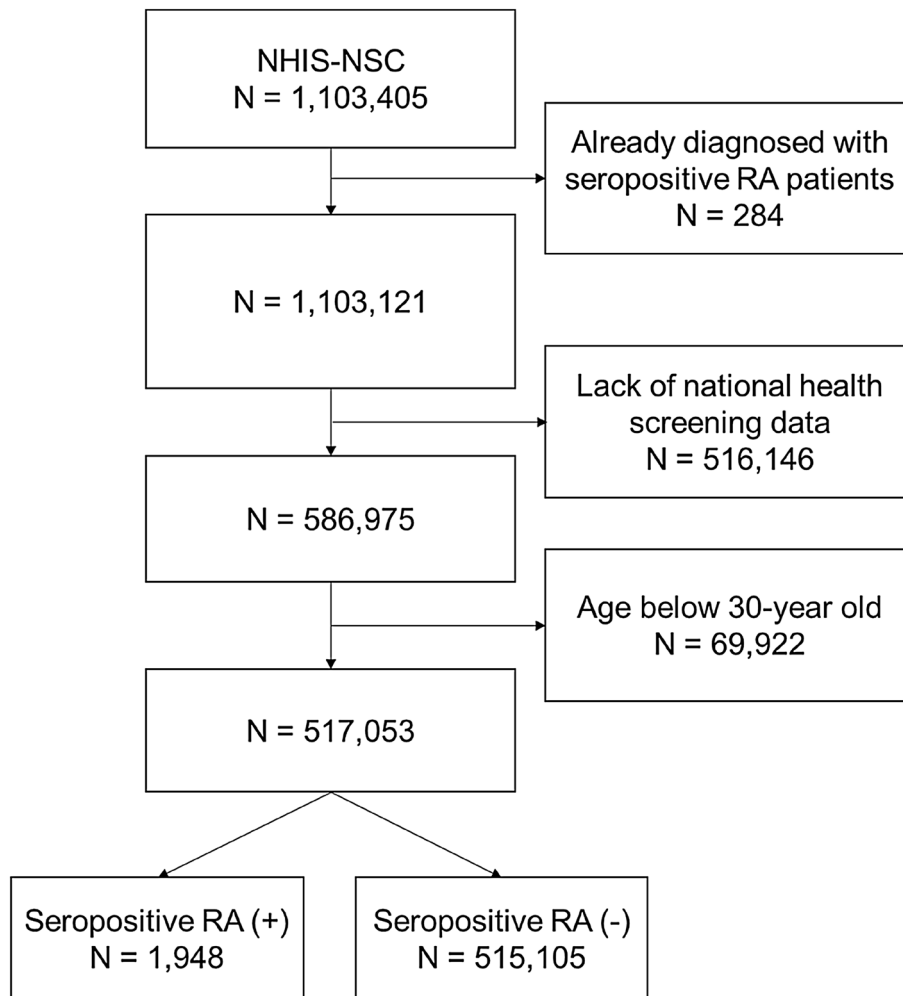 NHIS-NSC
N = 1,103,405
Already diagnosed with
seropositive RA patients
N = 284
N = 1,103,121
Lack of national health
screening data
N = 516,146
N = 586,975
Age below 30-year old
N = 69,922
N = 517,053
Seropositive RA (+)
N = 1,948
Seropositive RA (-)
N = 515,105